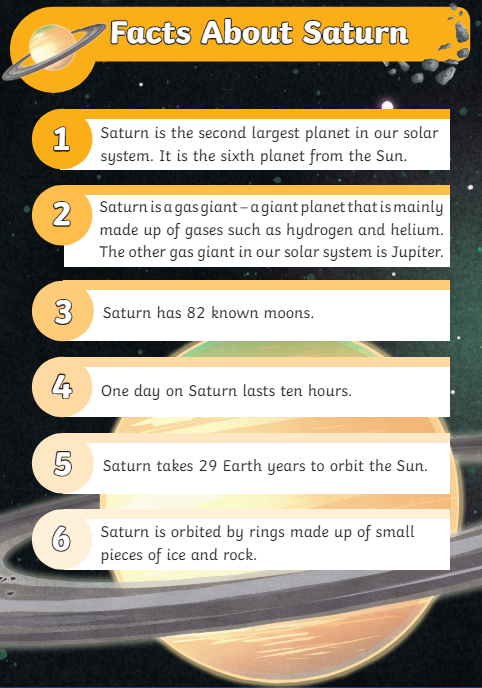 Facts About Saturn
1
Saturn is the second largest planet in our solar
system. It is the sixth planet from the Sun.
2
Saturn is a gas giant – a giant planet that is mainly
made up of gases such as hydrogen and helium.
The other gas giant in our solar system is Jupiter.
3
Saturn has 82 known moons.
4
One day on Saturn lasts ten hours.
5
Saturn takes 29 Earth years to orbit the Sun.
6
Saturn is orbited by rings made up of small
pieces of ice and rock.